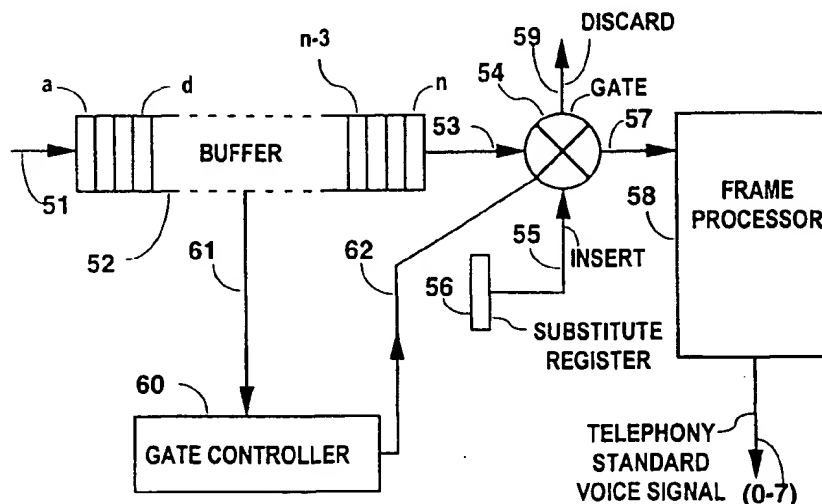 59
DISCARD
n-3
54
a
d
n
GATE
53
57
BUFFER
FRAME
PROCESSOR
58
51
52
61
62
55
INSERT
56
SUBSTITUTE
REGISTER
60
GATE CONTROLLER
TELEPHONY
STANDARD
VOICE SIGNAL (0-7)